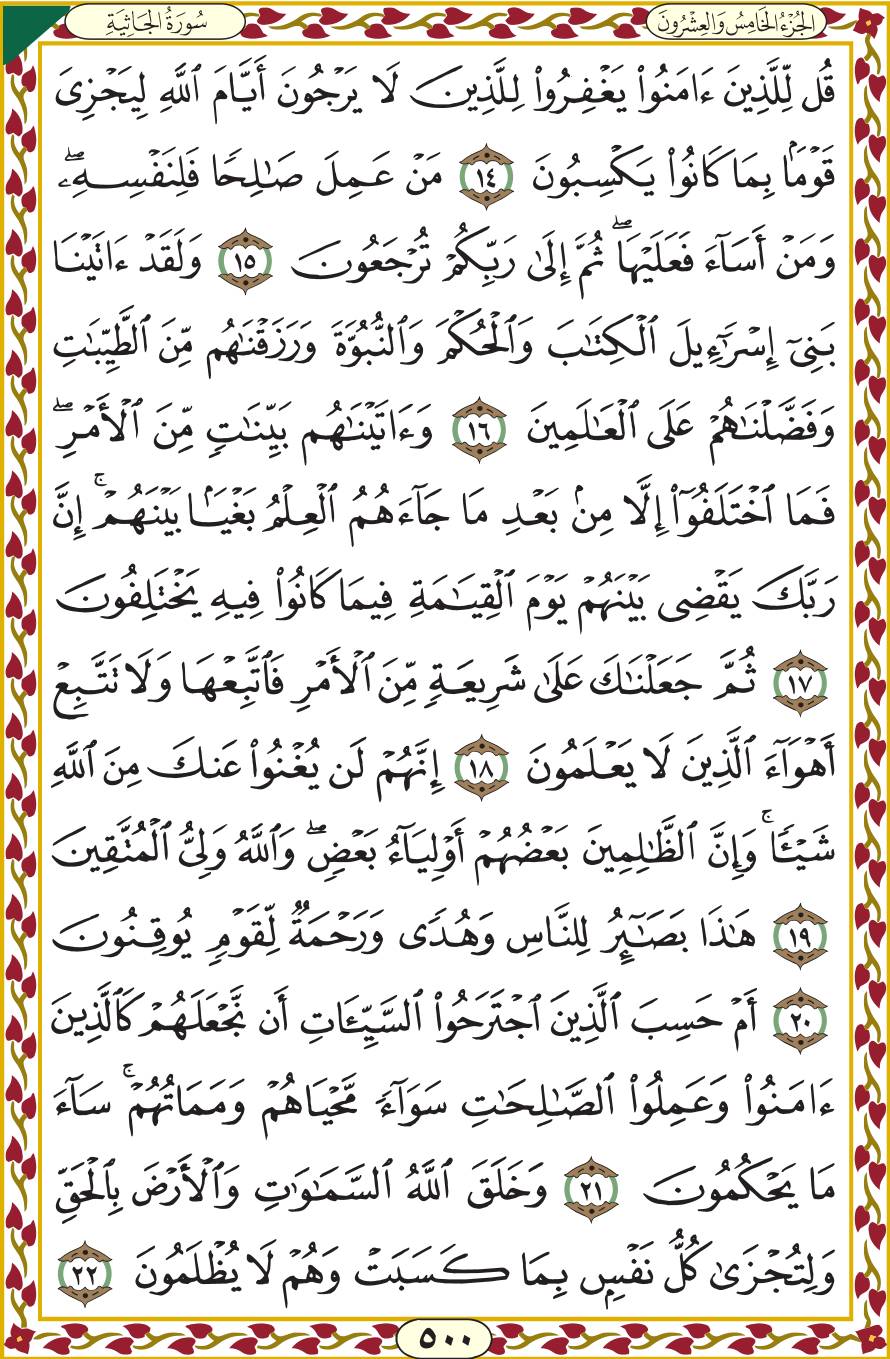 الجُزْءُ الخَامِسُ وَالعِشْرُونَ
سُورَةُ الجَاثِيَةِ
قُل لِّلَّذِينَ ءَامَنُوا۟ يَغْفِرُوا۟ لِلَّذِينَ لَا يَرْجُونَ أَيَّامَ ٱللَّهِ لِيَجْزِىَ
قَوْمًۢا بِمَا كَانُوا۟ يَكْسِبُونَ ١٤ مَنْ عَمِلَ صَـٰلِحًا فَلِنَفْسِهِۦ ۖ
وَمَنْ أَسَآءَ فَعَلَيْهَا ۖ ثُمَّ إِلَىٰ رَبِّكُمْ تُرْجَعُونَ ١٥ وَلَقَدْ ءَاتَيْنَا
بَنِىٓ إِسْرَٰٓءِيلَ ٱلْكِتَـٰبَ وَٱلْحُكْمَ وَٱلنُّبُوَّةَ وَرَزَقْنَـٰهُم مِّنَ ٱلطَّيِّبَـٰتِ
وَفَضَّلْنَـٰهُمْ عَلَى ٱلْعَـٰلَمِينَ ١٦ وَءَاتَيْنَـٰهُم بَيِّنَـٰتٍ مِّنَ ٱلْأَمْرِ ۖ
فَمَا ٱخْتَلَفُوٓا۟ إِلَّا مِنۢ بَعْدِ مَا جَآءَهُمُ ٱلْعِلْمُ بَغْيًۢا بَيْنَهُمْ ۚ إِنَّ
رَبَّكَ يَقْضِى بَيْنَهُمْ يَوْمَ ٱلْقِيَـٰمَةِ فِيمَا كَانُوا۟ فِيهِ يَخْتَلِفُونَ
١٧ ثُمَّ جَعَلْنَـٰكَ عَلَىٰ شَرِيعَةٍ مِّنَ ٱلْأَمْرِ فَٱتَّبِعْهَا وَلَا تَتَّبِعْ
أَهْوَآءَ ٱلَّذِينَ لَا يَعْلَمُونَ ١٨ إِنَّهُمْ لَن يُغْنُوا۟ عَنكَ مِنَ ٱللَّهِ
شَيْـًٔا ۚ وَإِنَّ ٱلظَّـٰلِمِينَ بَعْضُهُمْ أَوْلِيَآءُ بَعْضٍ ۖ وَٱللَّهُ وَلِىُّ ٱلْمُتَّقِينَ
١٩ هَـٰذَا بَصَـٰٓئِرُ لِلنَّاسِ وَهُدًى وَرَحْمَةٌ لِّقَوْمٍ يُوقِنُونَ
٢٠ أَمْ حَسِبَ ٱلَّذِينَ ٱجْتَرَحُوا۟ ٱلسَّيِّـَٔاتِ أَن نَّجْعَلَهُمْ كَٱلَّذِينَ
ءَامَنُوا۟ وَعَمِلُوا۟ ٱلصَّـٰلِحَـٰتِ سَوَآءً مَّحْيَاهُمْ وَمَمَاتُهُمْ ۚ سَآءَ
مَا يَحْكُمُونَ ٢١ وَخَلَقَ ٱللَّهُ ٱلسَّمَـٰوَٰتِ وَٱلْأَرْضَ بِٱلْحَقِّ
وَلِتُجْزَىٰ كُلُّ نَفْسٍۭ بِمَا كَسَبَتْ وَهُمْ لَا يُظْلَمُونَ ٢٢
٥٠٠